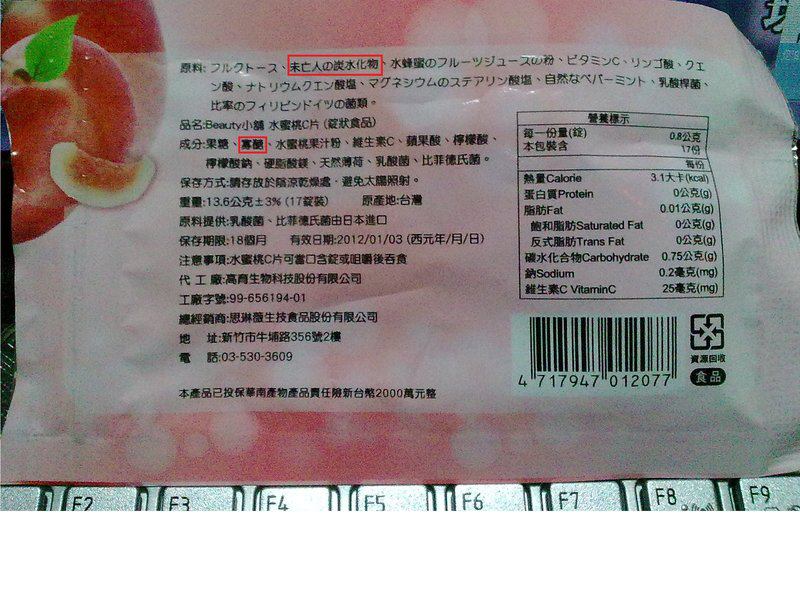 原料: フルクトース、未亡人の炭水化物、水蜂蜜のフルーツジュースの粉、ビタミンC、リンゴ酸、クエ
ン酸、ナトリウムクエン酸塩、マグネシウムのステアリン酸塩、自然なペパーミント、乳酸桿菌、
比率のフィリピンドイツの菌類。
品名:Beauty小舖 水蜜桃C片 (錠狀食品)
成分:果糖、寡醣、水蜜桃果汁粉、維生素C、蘋果酸、檸檬酸、
檸檬酸鈉、硬脂酸鎂、天然薄荷、乳酸菌、比菲德氏菌。
保存方式:請存放於陰涼乾燥處，避免太陽照射。
重量:13.6公克±3% (17錠裝) 原產地:台灣
原料提供:乳酸菌、比菲德氏菌由日本進口
保存期限:18個月 有效日期:2012/01/03 (西元年/月/日)
注意事項:水蜜桃C片可當口含錠或咀嚼後吞食
代 工 廠:高育生物科技股份有限公司
工廠字號:99-656194-01
總經銷商:思琳薇生技食品股份有限公司
地 址:新竹市牛埔路356號2樓
電 話:03-530-3609
本產品已投保華南產物產品責任險新台幣2000萬元整
營養標示
每一份量(錠) 0.8公克
本包裝含 17份
每份
熱量Calorie 3.1大卡(kcal)
蛋白質Protein 0公克(g)
脂肪Fat 0.01公克(g)
飽和脂肪Saturated Fat 0公克(g)
反式脂肪Trans Fat 0公克(g)
碳水化合物Carbohydrate 0.75公克(g)
鈉Sodium 0.2毫克(mg)
維生素C VitaminC 25毫克(mg)
4 717947 012077
資源回收
食品
F2 F3 F4 F5 F6 F7 F8 F9